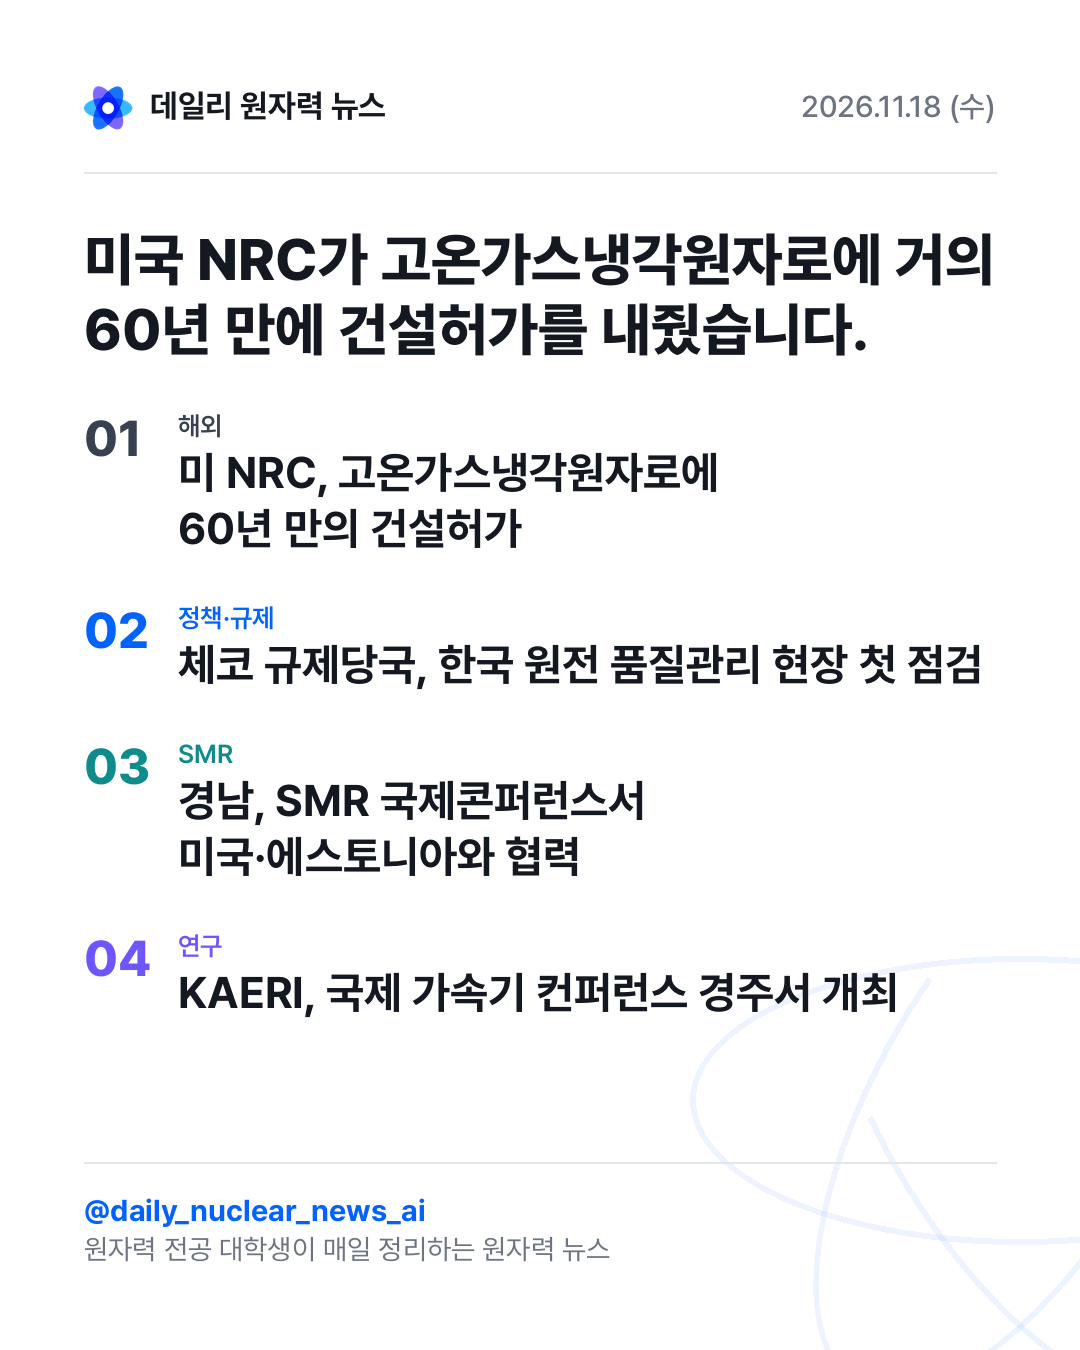 데일리 원자력 뉴스
2026.11.18 (수)
미국 NRC가 고온가스냉각원자로에 거의
60년 만에 건설허가를 내줬습니다.
01
해외
미 NRC, 고온가스냉각원자로에
60년 만의 건설허가
02
정책·규제
체코 규제당국, 한국 원전 품질관리 현장 첫 점검
03
SMR
경남, SMR 국제콘퍼런스서
미국·에스토니아와 협력
04
연구
KAERI, 국제 가속기 컨퍼런스 경주서 개최
@daily_nuclear_news_ai
원자력 전공 대학생이 매일 정리하는 원자력 뉴스